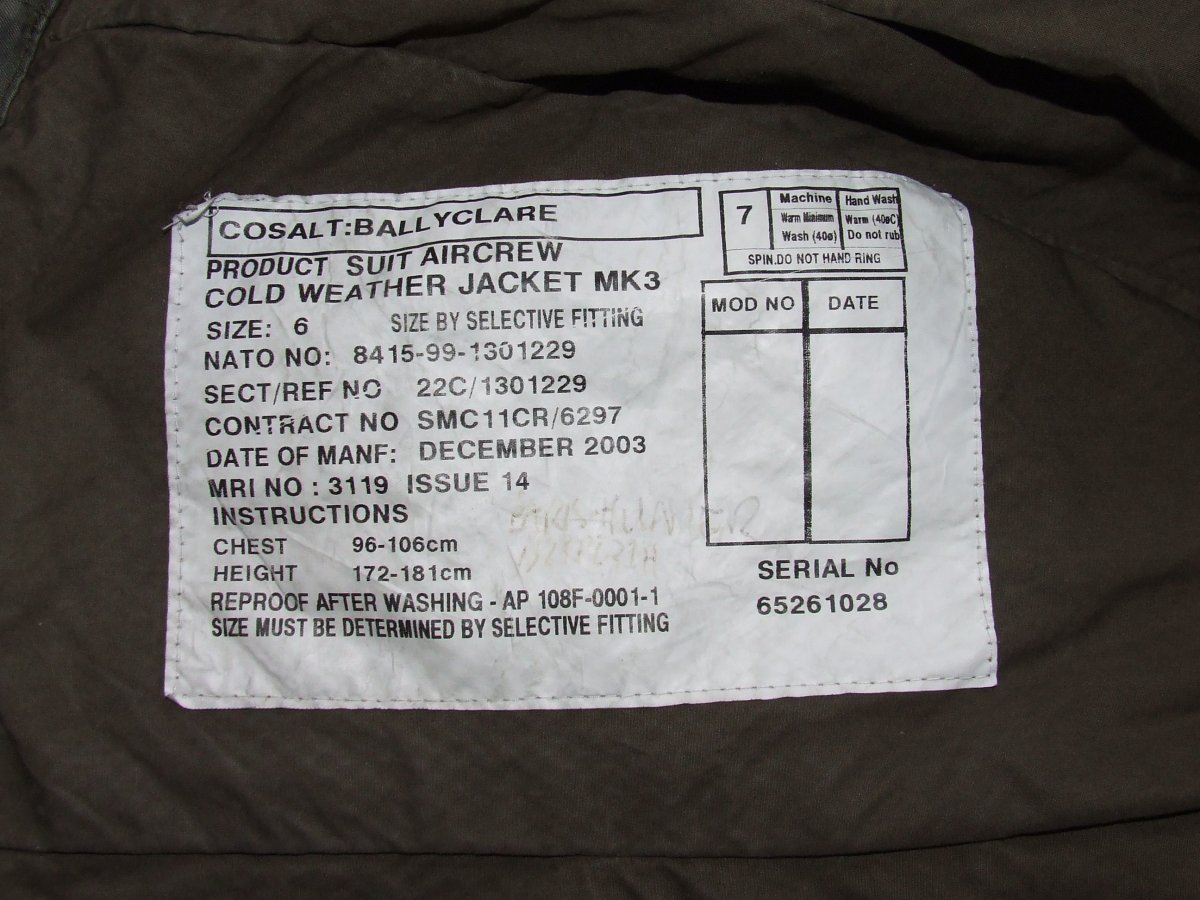 COSALT:BALLYCLARE
PRODUCT SUIT AIRCREW
COLD WEATHER JACKET MK3
SIZE: 6 SIZE BY SELECTIVE FITTING
NATO NO: 8415-99-1301229
SECT/REF NO 22C/1301229
CONTRACT NO SMC11CR/6297
DATE OF MANF: DECEMBER 2003
MRI NO : 3119 ISSUE 14
INSTRUCTIONS
CHEST 96-106cm
HEIGHT 172-181cm
REPROOF AFTER WASHING - AP 108F-0001-1
SIZE MUST BE DETERMINED BY SELECTIVE FITTING
7
Machine
Warm Minimum
Wash (40ø)
Hand Wash
Warm (40øC)
Do not rub
SPIN.DO NOT HAND RING
MOD NO DATE
SERIAL No
65261028